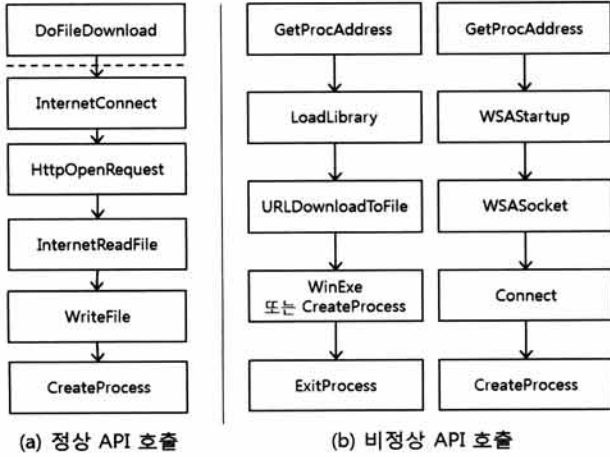 DoFileDownload
InternetConnect
HttpOpenRequest
InternetReadFile
WriteFile
CreateProcess
(a) 정상 API 호출
GetProcAddress
LoadLibrary
URLDownloadToFile
WinExe
또는 CreateProcess
ExitProcess
GetProcAddress
WSAStartup
WSASocket
Connect
CreateProcess
(b) 비정상 API 호출